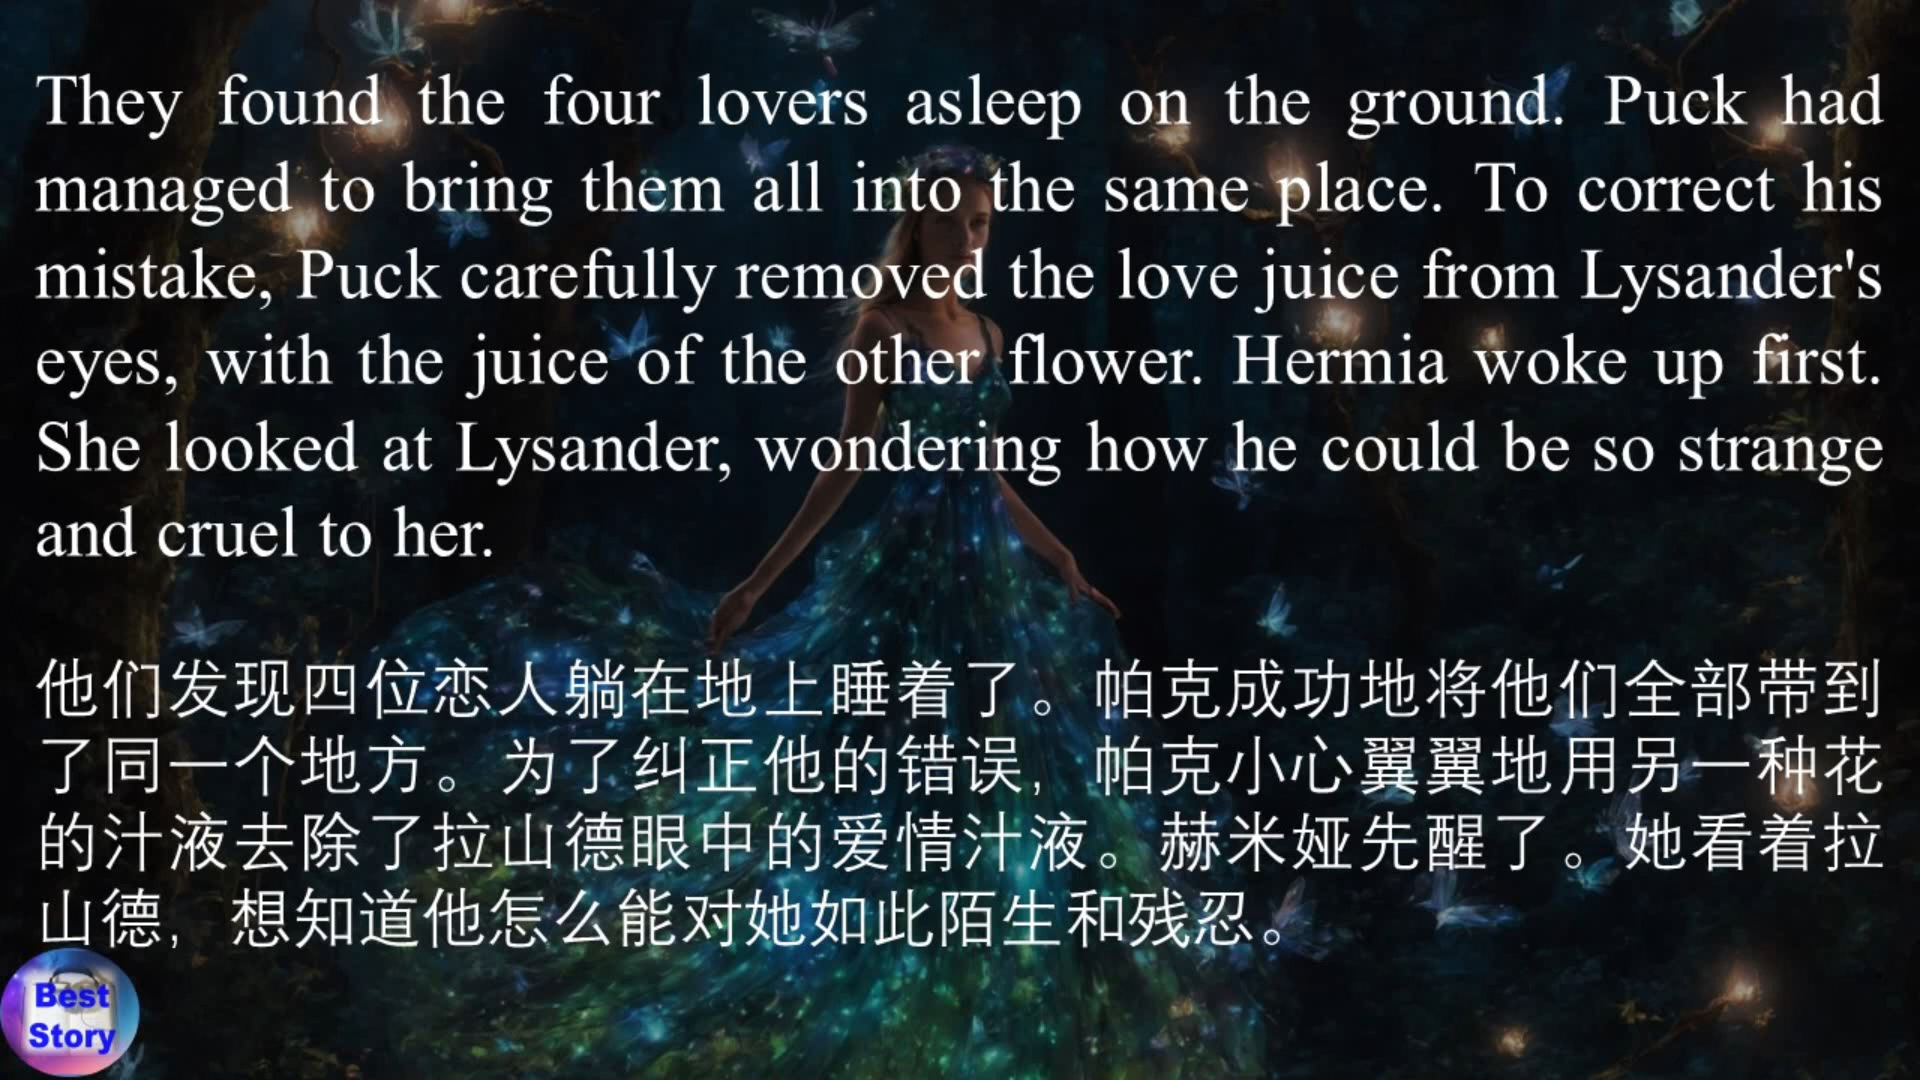 They found the four lovers asleep on the ground. Puck had
managed to bring them all into the same place. To correct his
mistake, Puck carefully removed the love juice from Lysander's
eyes, with the juice of the other flower. Hermia woke up first.
She looked at Lysander, wondering how he could be so strange
and cruel to her.
他们发现四位恋人躺在地上睡着了。帕克成功地将他们全部带到
了同一个地方。为了纠正他的错误，帕克小心翼翼地用另一种花
的汁液去除了拉山德眼中的爱情汁液。赫米娅先醒了。她看着拉
山德，想知道他怎么能对她如此陌生和残忍。
Best
Story